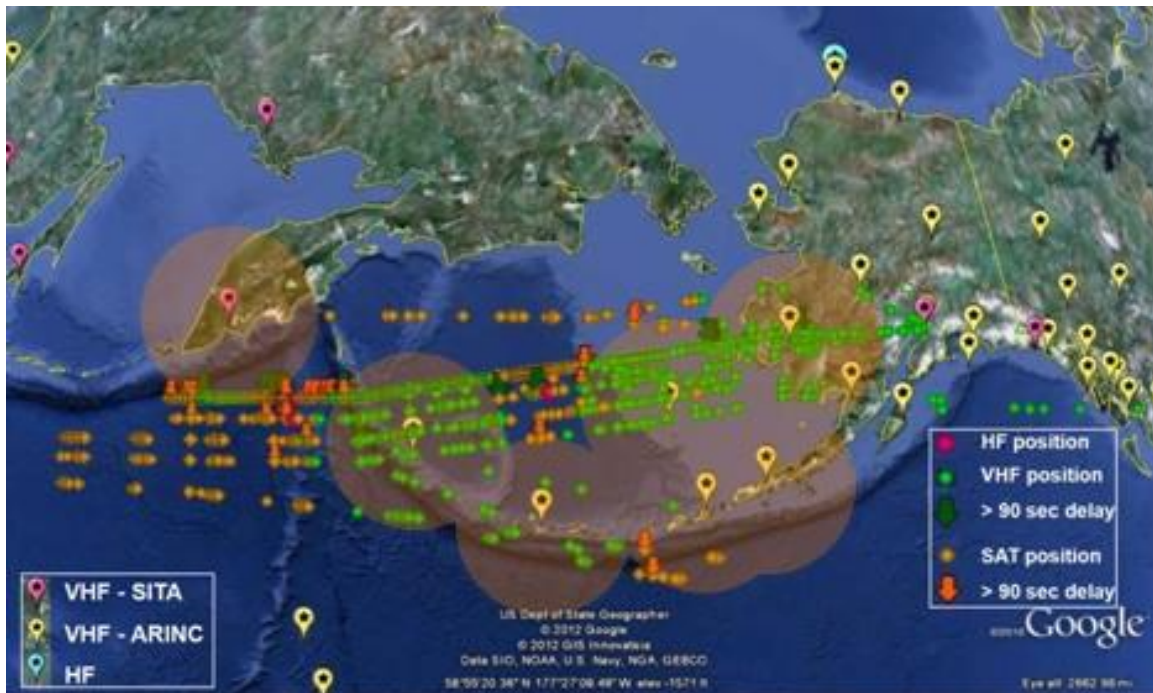 HF position
VHF position
> 90 sec delay
SAT position
> 90 sec delay
VHF - SITA
VHF - ARINC
HF
US Dept of State Geographer
© 2012 Google
© 2012 GIS Innovatsia
Data SIO, NOAA, U.S. Navy, NGA, GEBCO
Google